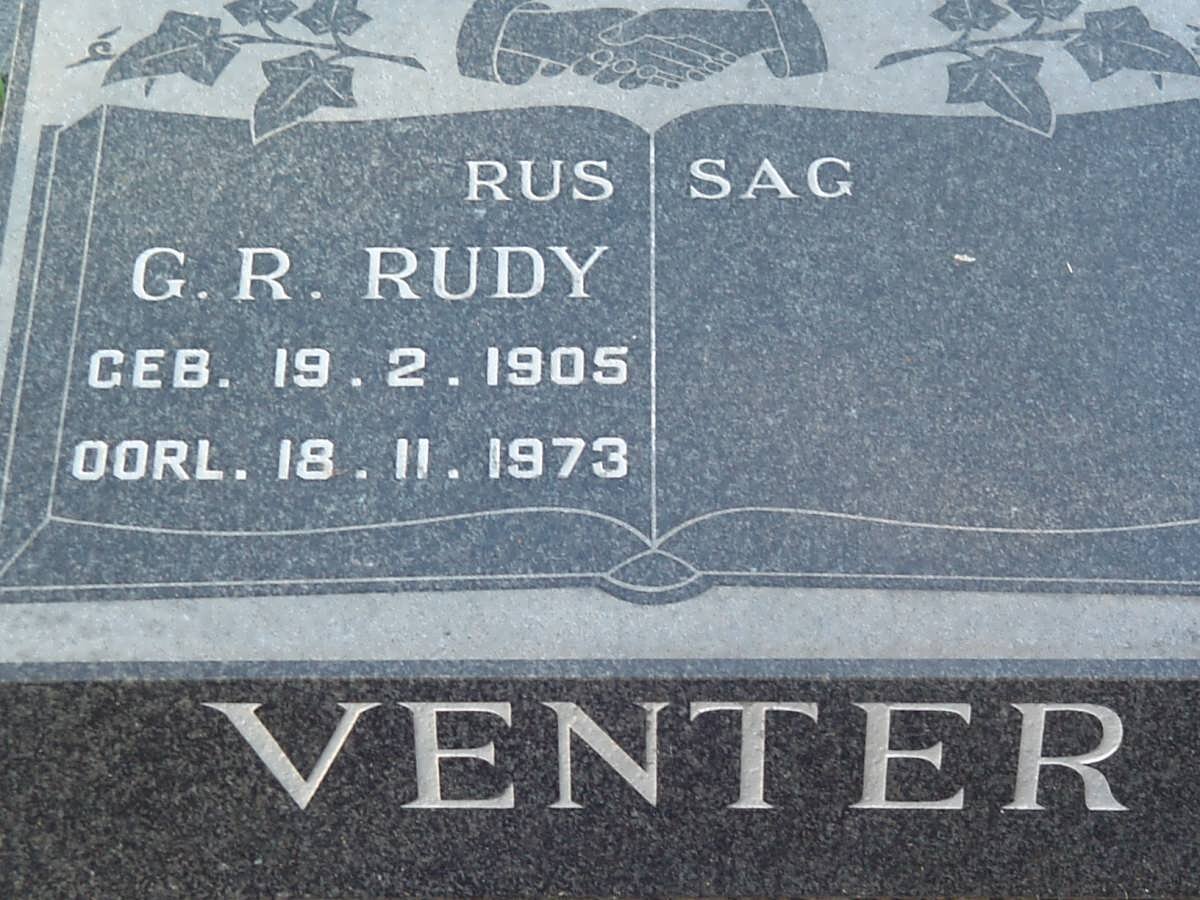 RUS SAG
G. R. RUDY
GEB. 19. 2. 1905
OORL. 18. 11. 1973
VENTER